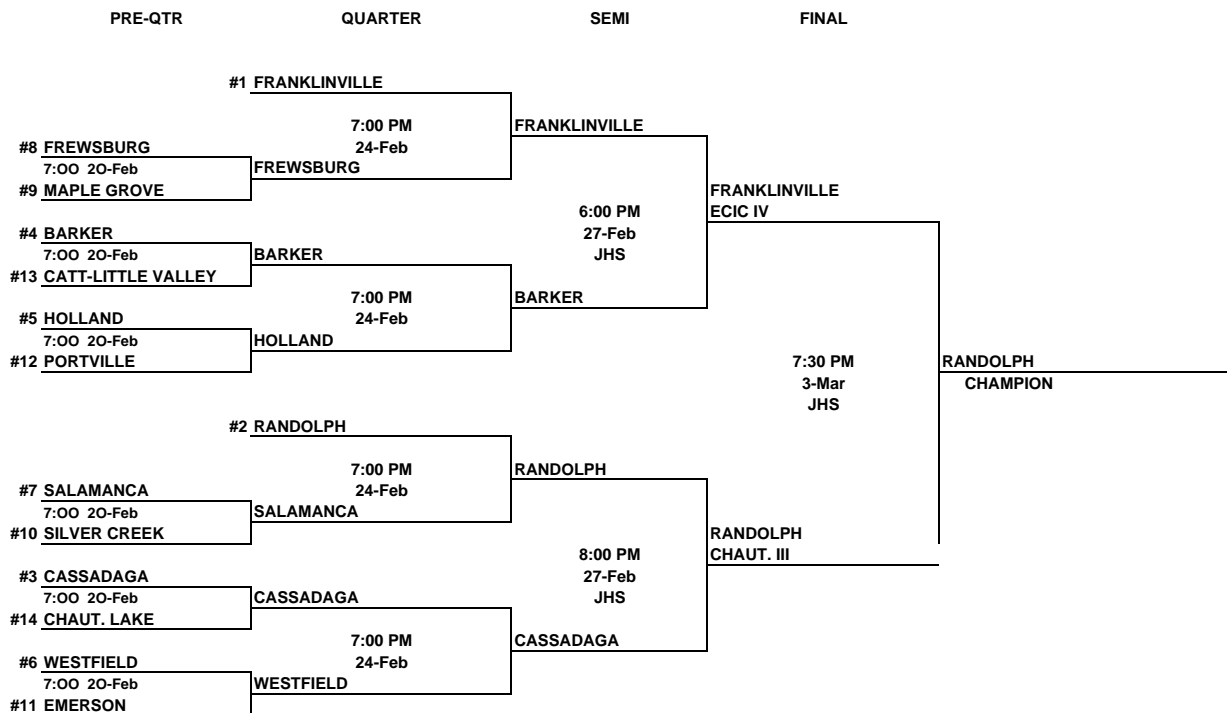 PRE-QTR QUARTER SEMI FINAL
#1 FRANKLINVILLE
7:00 PM FRANKLINVILLE
#8 FREWSBURG 24-Feb
7:OO 2O-Feb FREWSBURG
#9 MAPLE GROVE FRANKLINVILLE
6:00 PM ECIC IV
#4 BARKER 27-Feb
7:OO 2O-Feb BARKER JHS
#13 CATT-LITTLE VALLEY
7:00 PM BARKER
#5 HOLLAND 24-Feb
7:OO 2O-Feb HOLLAND
#12 PORTVILLE 7:30 PM RANDOLPH
3-Mar CHAMPION
JHS
#2 RANDOLPH
7:00 PM RANDOLPH
#7 SALAMANCA 24-Feb
7:OO 2O-Feb SALAMANCA
#10 SILVER CREEK RANDOLPH
8:00 PM CHAUT. III
#3 CASSADAGA 27-Feb
7:OO 2O-Feb CASSADAGA JHS
#14 CHAUT. LAKE
7:00 PM CASSADAGA
#6 WESTFIELD 24-Feb
7:OO 2O-Feb WESTFIELD
#11 EMERSON